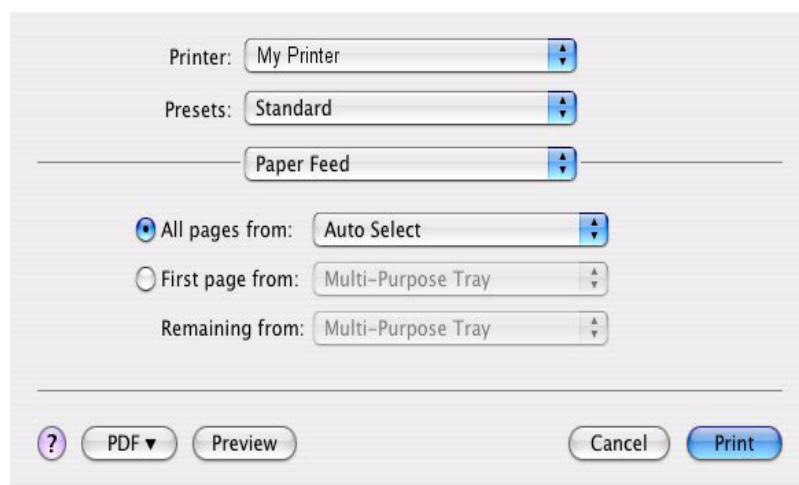 Printer: My Printer
Presets: Standard
Paper Feed
All pages from: Auto Select
First page from: Multi-Purpose Tray
Remaining from: Multi-Purpose Tray
? PDF ▼ Preview Cancel Print